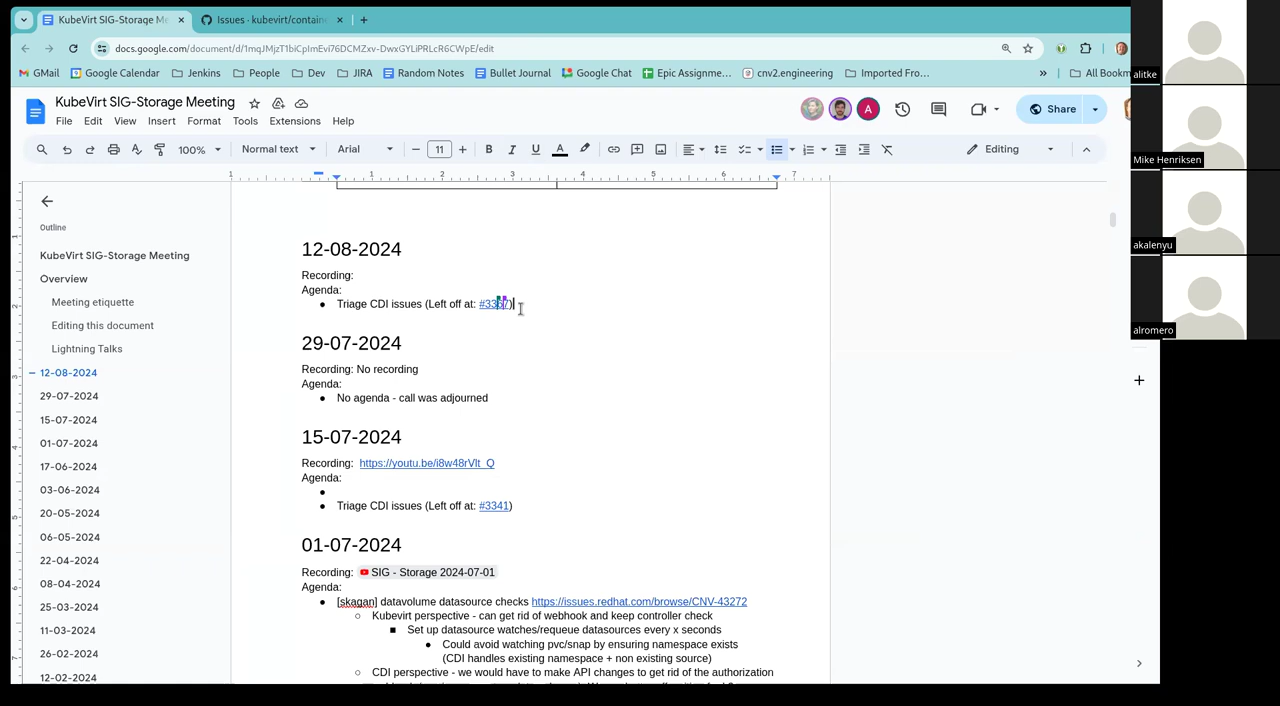 KubeVirt SIG-Storage Me
Issues · kubevirt/contain
docs.google.com/document/d/1mqJMjzT1biCpImEvi76DCMZxv-DwxGYLiPRLcR6CWpE/edit
GMail
Google Calendar
Jenkins
People
Dev
JIRA
Random Notes
Bullet Journal
Google Chat
Epic Assignme...
cnv2.engineering
Imported Fro...
»
All Bookm
KubeVirt SIG-Storage Meeting
Share
File Edit View Insert Format Tools Extensions Help
100% Normal text Arial − 11 + B I U A Editing
1 1 2 3 4 5 6 7
Outline
KubeVirt SIG-Storage Meeting
Overview
Meeting etiquette
Editing this document
Lightning Talks
12-08-2024
29-07-2024
15-07-2024
01-07-2024
17-06-2024
03-06-2024
20-05-2024
06-05-2024
22-04-2024
08-04-2024
25-03-2024
11-03-2024
26-02-2024
12-02-2024
12-08-2024
Recording:
Agenda:
● Triage CDI issues (Left off at: #3367)
29-07-2024
Recording: No recording
Agenda:
● No agenda - call was adjourned
15-07-2024
Recording: https://youtu.be/i8w48rVlt_Q
Agenda:
●
● Triage CDI issues (Left off at: #3341)
01-07-2024
Recording: SIG - Storage 2024-07-01
Agenda:
● [skagan] datavolume datasource checks https://issues.redhat.com/browse/CNV-43272
○ Kubevirt perspective - can get rid of webhook and keep controller check
■ Set up datasource watches/requeue datasources every x seconds
● Could avoid watching pvc/snap by ensuring namespace exists
(CDI handles existing namespace + non existing source)
○ CDI perspective - we would have to make API changes to get rid of the authorization
A
alitke
Mike Henriksen
akalenyu
alromero